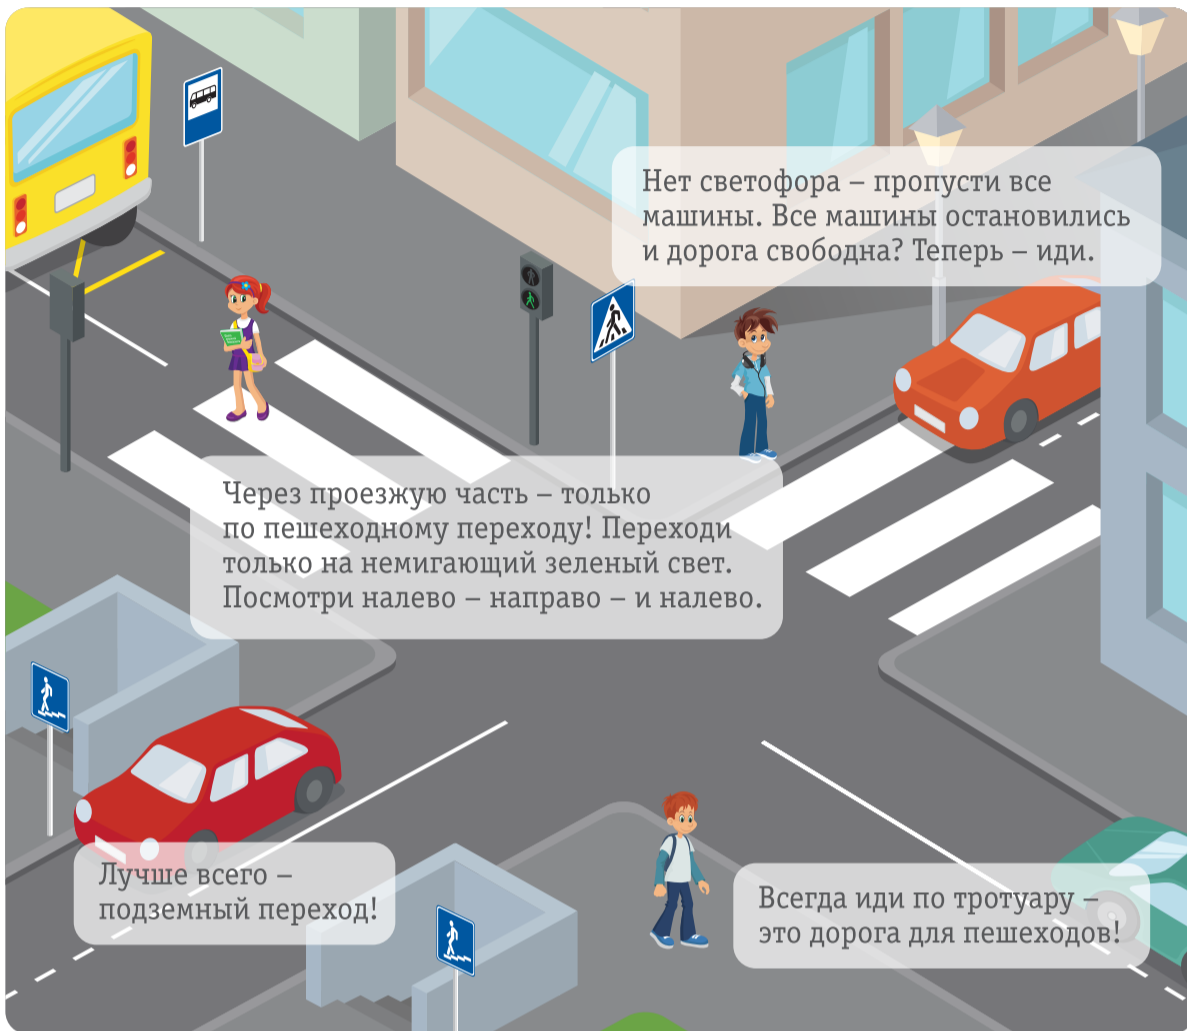 Нет светофора – пропусти все
машины. Все машины остановились
и дорога свободна? Теперь – иди.
Через проезжую часть – только
по пешеходному переходу! Переходи
только на немигающий зеленый свет.
Посмотри налево – направо – и налево.
Лучше всего –
подземный переход!
Всегда иди по тротуару –
это дорога для пешеходов!